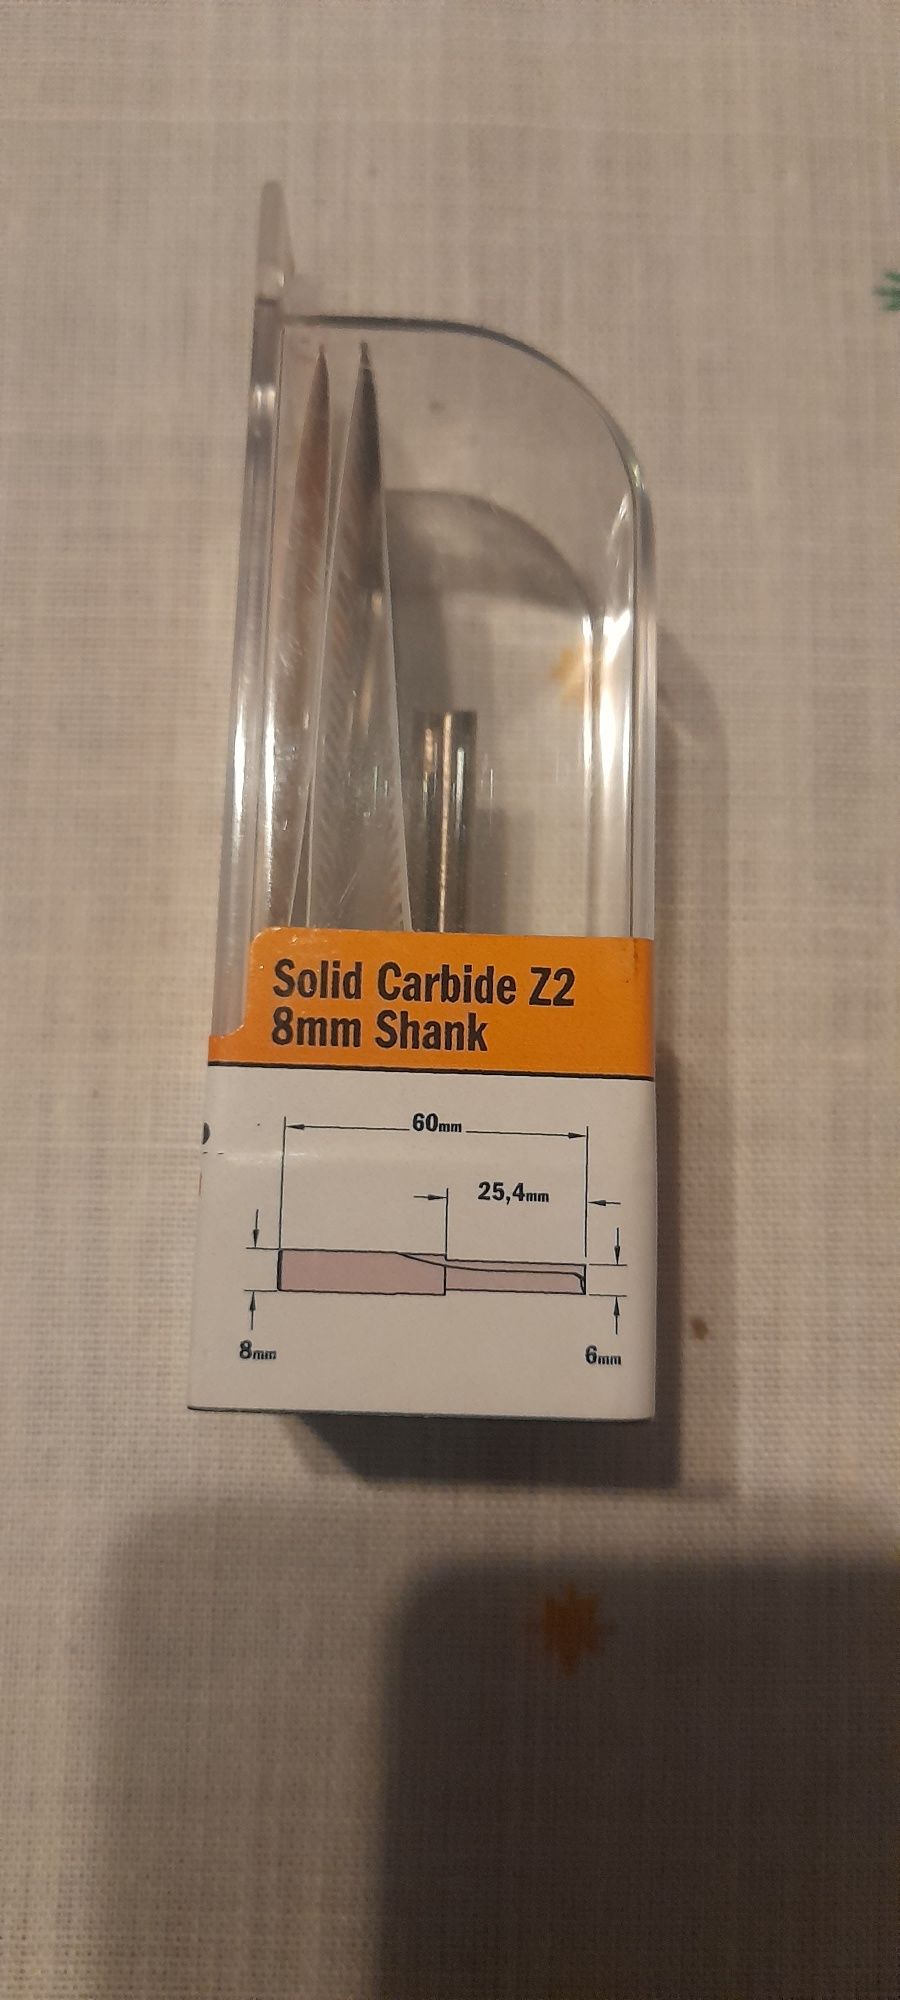 Solid Carbide Z2
8mm Shank
60mm
25,4mm
8mm
6mm